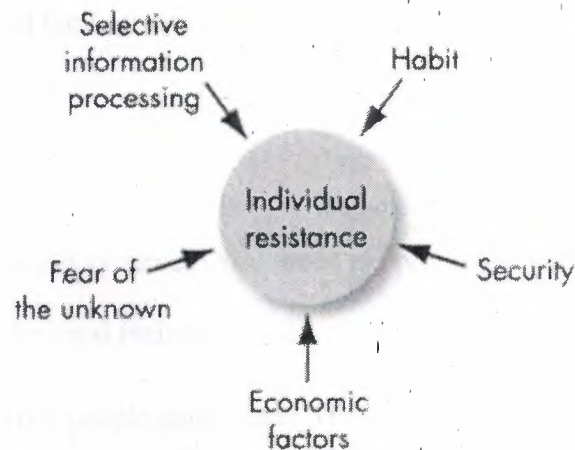 Selective
information
processing
Habit
Individual
resistance
Fear of
the unknown
Security
Economic
factors